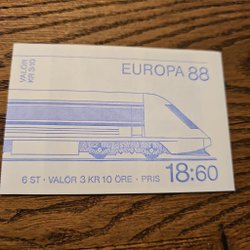 VALÖR
KR 3/10
EUROPA 88
6 ST · VALÖR 3 KR 10 ÖRE · PRIS 18:60